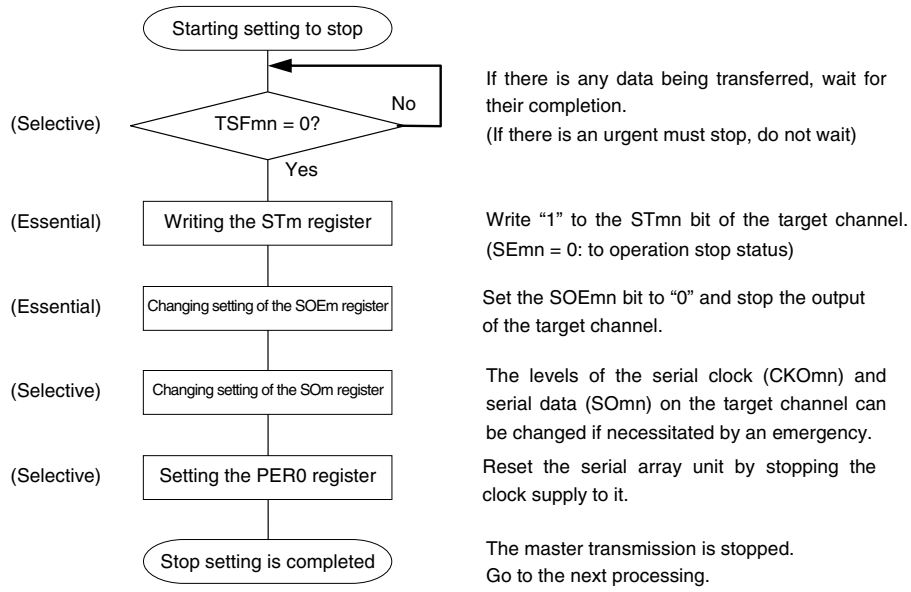 Starting setting to stop
If there is any data being transferred, wait for
their completion.
(If there is an urgent must stop, do not wait)
(Selective)
TSFmn = 0?
No
Yes
(Essential)
Writing the STm register
Write “1” to the STmn bit of the target channel.
(SEmn = 0: to operation stop status)
(Essential)
Changing setting of the SOEm register
Set the SOEmn bit to “0” and stop the output
of the target channel.
(Selective)
Changing setting of the SOm register
The levels of the serial clock (CKOmn) and
serial data (SOmn) on the target channel can
be changed if necessitated by an emergency.
(Selective)
Setting the PER0 register
Reset the serial array unit by stopping the
clock supply to it.
Stop setting is completed
The master transmission is stopped.
Go to the next processing.